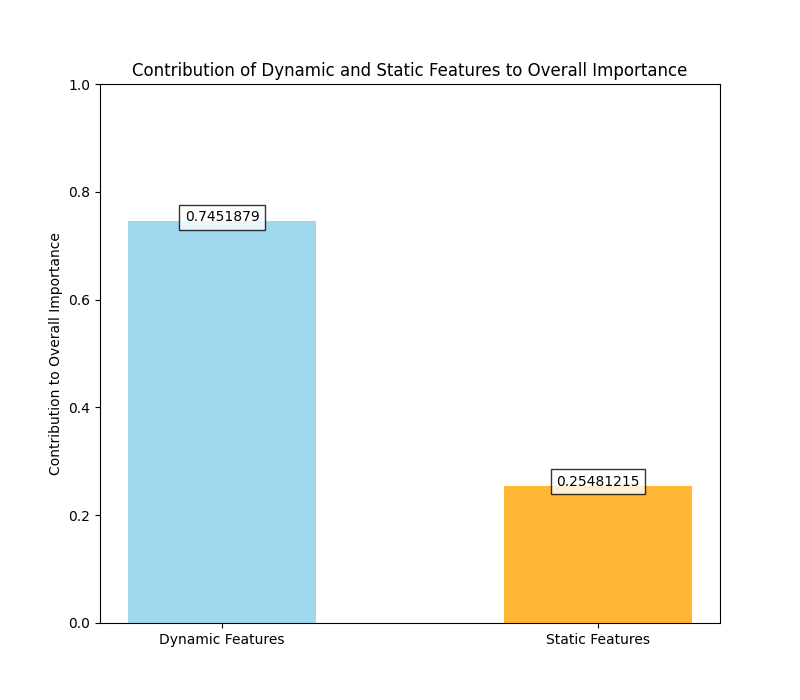 Contribution of Dynamic and Static Features to Overall Importance
1.0
0.8
0.6
0.4
0.2
0.0
Contribution to Overall Importance
0.7451879
0.25481215
Dynamic Features
Static Features